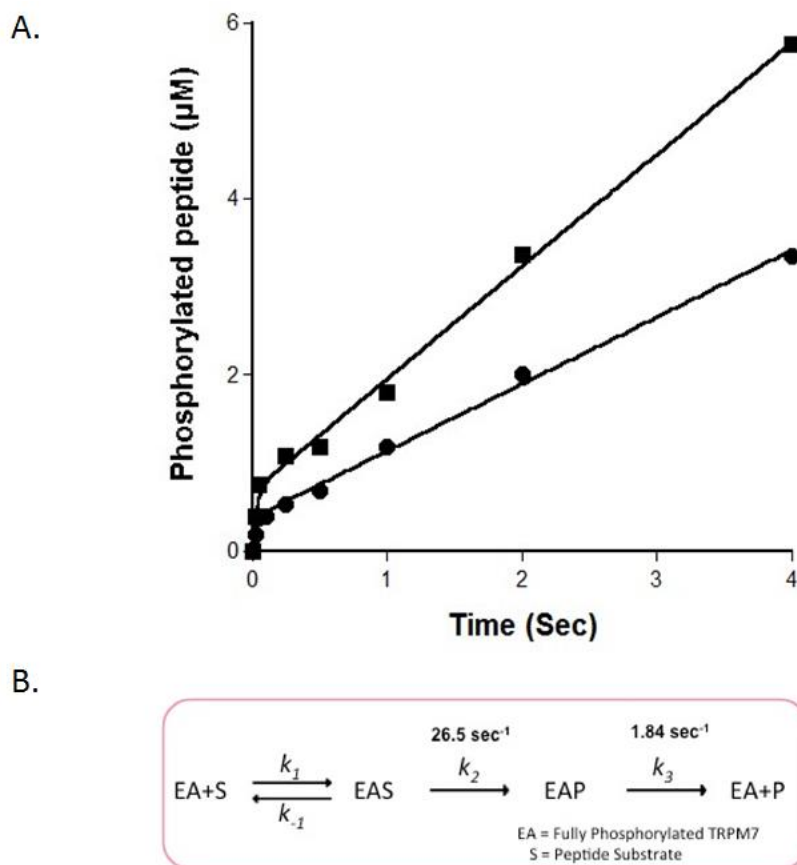 A.
Phosphorylated peptide (µM)
6
4
2
0
0 1 2 3 4
Time (Sec)
B.
26.5 sec⁻¹ 1.84 sec⁻¹
k₁ k₂ k₃
EA+S EAS EAP EA+P
k₋₁
EA = Fully Phosphorylated TRPM7
S = Peptide Substrate